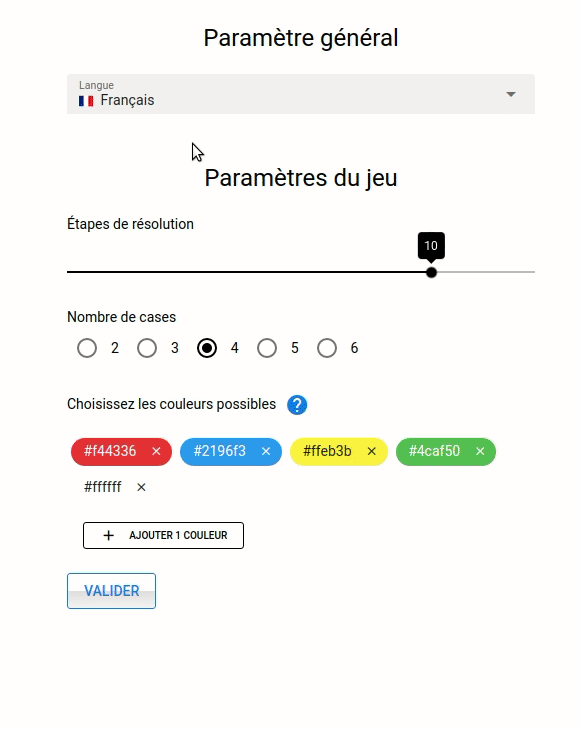 Paramètre général
Langue
Français
Paramètres du jeu
Étapes de résolution
10
Nombre de cases
2 3 4 5 6
Choisissez les couleurs possibles ?
#f44336 × #2196f3 × #ffeb3b × #4caf50 ×
#ffffff ×
+ AJOUTER 1 COULEUR
VALIDER